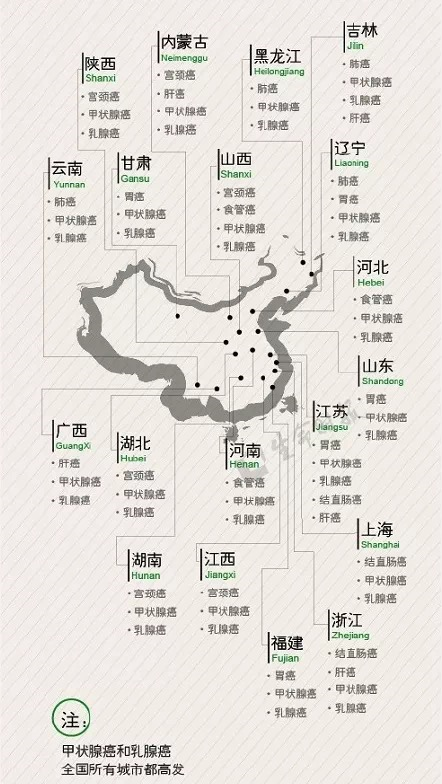 吉林
Jilin
肺癌
甲状腺癌
乳腺癌
肝癌
内蒙古
Neimenggu
宫颈癌
肝癌
甲状腺癌
乳腺癌
黑龙江
Heilongjiang
肺癌
甲状腺癌
乳腺癌
陕西
Shanxi
宫颈癌
甲状腺癌
乳腺癌
辽宁
Liaoning
肺癌
胃癌
甲状腺癌
乳腺癌
云南
Yunnan
肺癌
甲状腺癌
乳腺癌
甘肃
Gansu
胃癌
甲状腺癌
乳腺癌
山西
Shanxi
宫颈癌
食管癌
甲状腺癌
乳腺癌
河北
Hebei
食管癌
甲状腺癌
乳腺癌
山东
Shandong
胃癌
甲状腺癌
乳腺癌
广西
GuangXi
肝癌
甲状腺癌
乳腺癌
湖北
Hubei
宫颈癌
甲状腺癌
乳腺癌
河南
Henan
食管癌
甲状腺癌
乳腺癌
江苏
Jiangsu
胃癌
甲状腺癌
乳腺癌
结直肠癌
肝癌
上海
Shanghai
结直肠癌
甲状腺癌
乳腺癌
湖南
Hunan
宫颈癌
甲状腺癌
乳腺癌
江西
Jiangxi
宫颈癌
甲状腺癌
乳腺癌
福建
Fujian
胃癌
甲状腺癌
乳腺癌
浙江
Zhejiang
结直肠癌
肝癌
甲状腺癌
乳腺癌
注:
甲状腺癌和乳腺癌
全国所有城市都高发